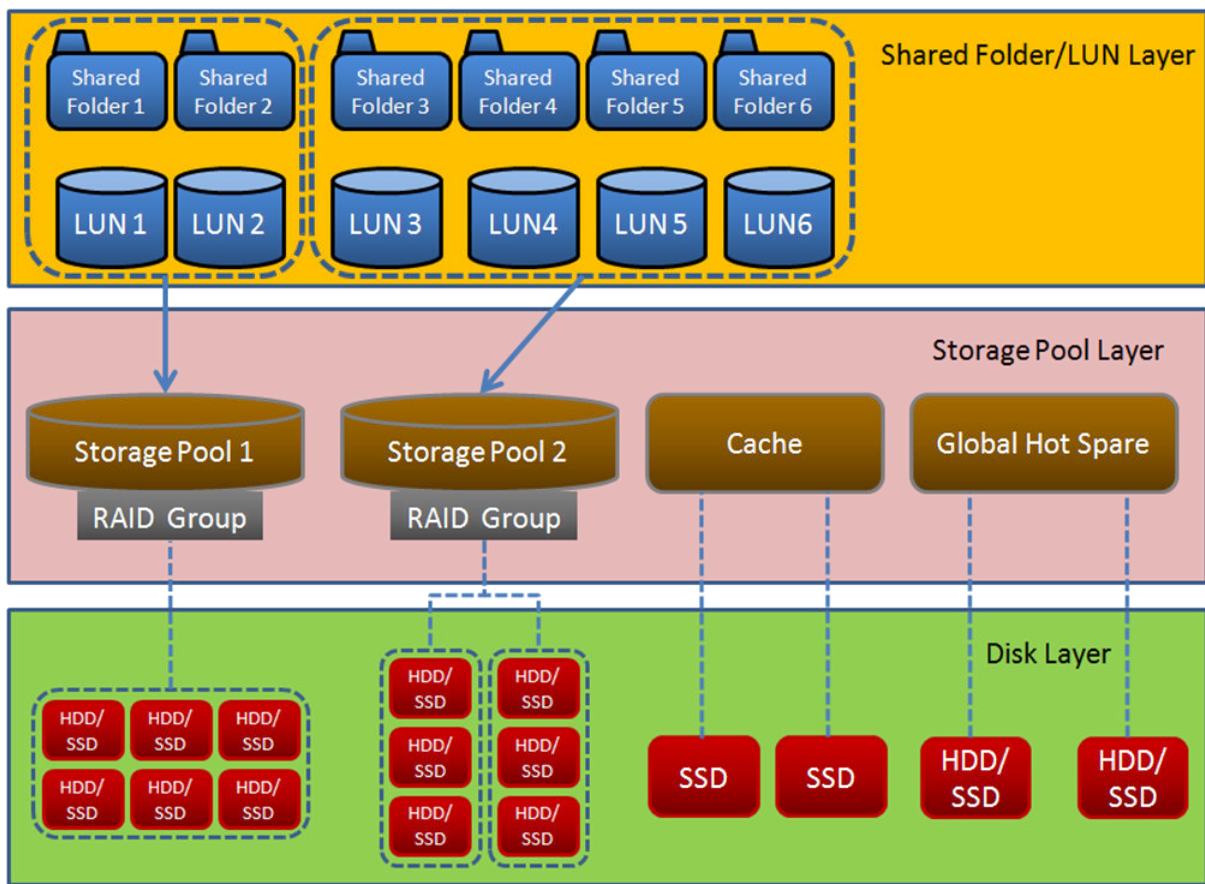 Shared Folder/LUN Layer
Shared
Folder 1
Shared
Folder 2
Shared
Folder 3
Shared
Folder 4
Shared
Folder 5
Shared
Folder 6
LUN 1
LUN 2
LUN 3
LUN4
LUN 5
LUN6
Storage Pool Layer
Storage Pool 1
Storage Pool 2
Cache
Global Hot Spare
RAID Group
RAID Group
Disk Layer
HDD/
SSD
HDD/
SSD
HDD/
SSD
HDD/
SSD
HDD/
SSD
HDD/
SSD
HDD/
SSD
HDD/
SSD
HDD/
SSD
HDD/
SSD
HDD/
SSD
HDD/
SSD
SSD
SSD
HDD/
SSD
HDD/
SSD